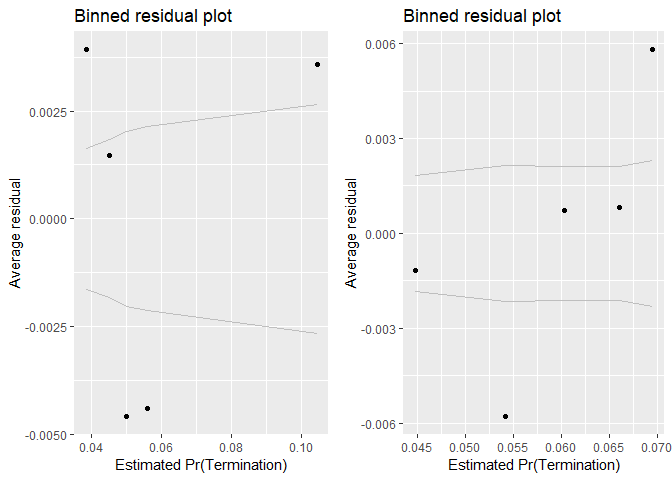 Binned residual plot
Average residual
0.0025
0.0000
-0.0025
-0.0050
0.04 0.06 0.08 0.10
Estimated Pr(Termination)
Binned residual plot
Average residual
0.006
0.003
0.000
-0.003
-0.006
0.045 0.050 0.055 0.060 0.065 0.070
Estimated Pr(Termination)